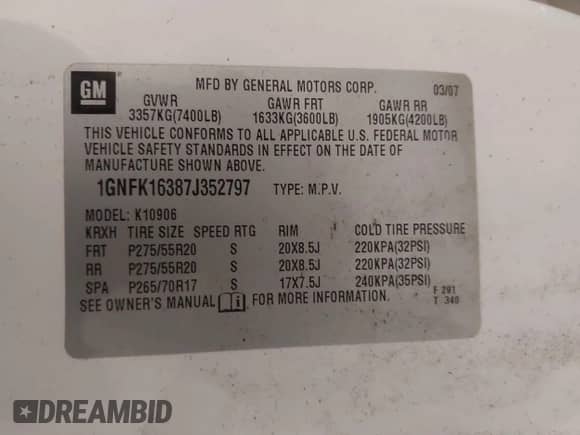 GM
MFD BY GENERAL MOTORS CORP. 03/07
GVWR GAWR FRT GAWR RR
3357KG(7400LB) 1633KG(3600LB) 1905KG(4200LB)
THIS VEHICLE CONFORMS TO ALL APPLICABLE U.S. FEDERAL MOTOR
VEHICLE SAFETY STANDARDS IN EFFECT ON THE DATE OF
MANUFACTURE SHOWN ABOVE.
1GNFK16387J352797 TYPE: M.P.V.
MODEL: K10906
KRXH TIRE SIZE SPEED RTG RIM COLD TIRE PRESSURE
FRT P275/55R20 S 20X8.5J 220KPA(32PSI)
RR P275/55R20 S 20X8.5J 220KPA(32PSI)
SPA P265/70R17 S 17X7.5J 240KPA(35PSI)
SEE OWNER'S MANUAL i FOR MORE INFORMATION. F 291
T 340
DREAMBID